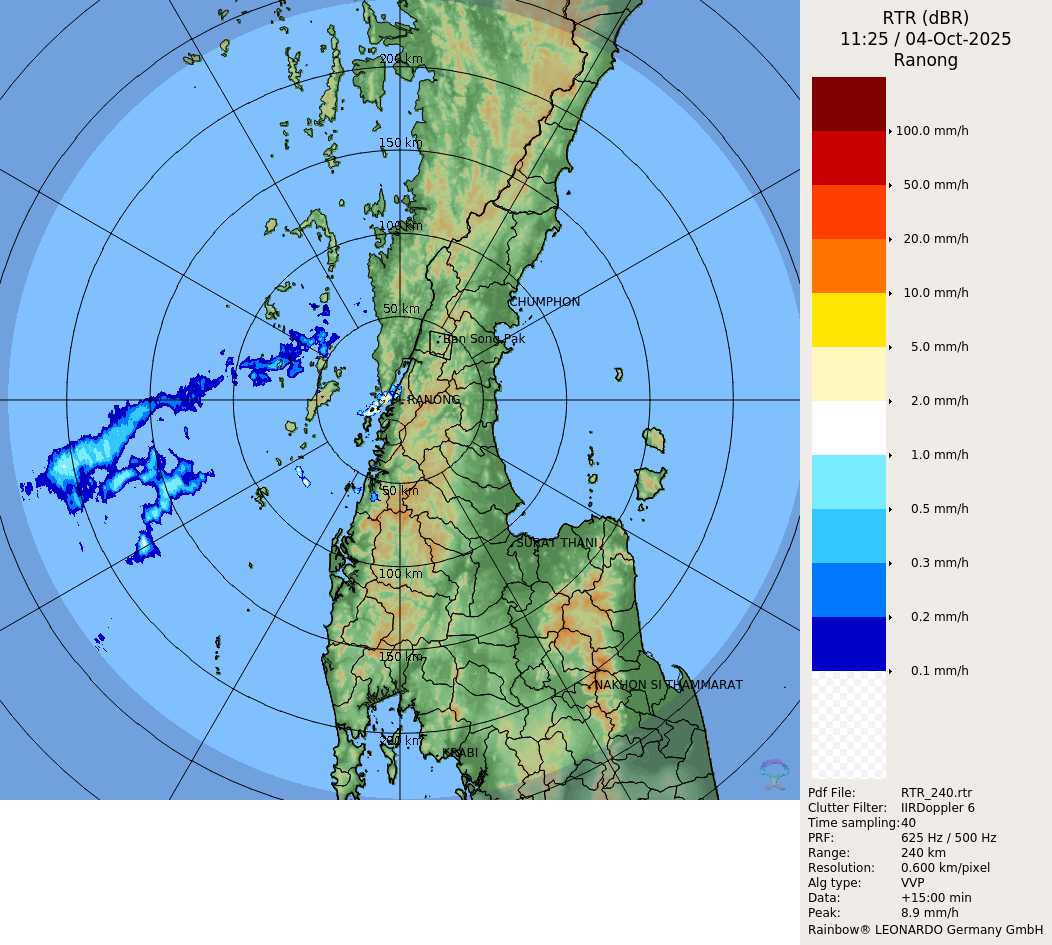 RTR (dBR)
11:25 / 04-Oct-2025
Ranong
100.0 mm/h
50.0 mm/h
20.0 mm/h
10.0 mm/h
5.0 mm/h
2.0 mm/h
1.0 mm/h
0.5 mm/h
0.3 mm/h
0.2 mm/h
0.1 mm/h
200 km
150 km
100 km
50 km
CHUMPHON
Ban Song Pak
RANONG
50 km
SURAT THANI
100 km
150 km
NAKHON SI THAMMARAT
200 km
KRABI
Pdf File: RTR_240.rtr
Clutter Filter: IIRDoppler 6
Time sampling: 40
PRF: 625 Hz / 500 Hz
Range: 240 km
Resolution: 0.600 km/pixel
Alg type: VVP
Data: +15:00 min
Peak: 8.9 mm/h
Rainbow® LEONARDO Germany GmbH